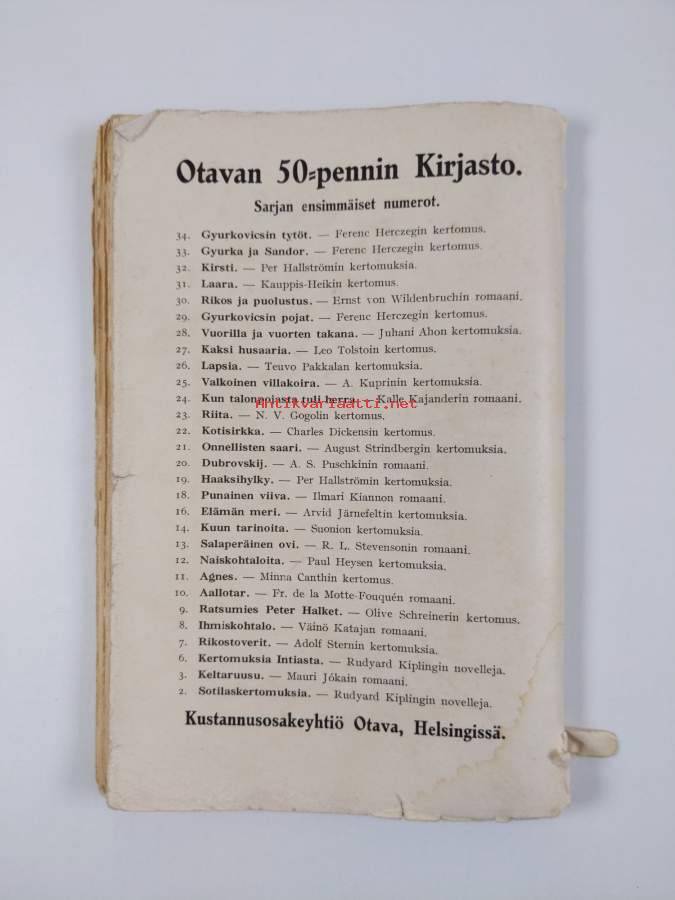 Otavan 50-pennin Kirjasto.
Sarjan ensimmäiset numerot.
34. Gyurkovicsin tytöt. — Ferenc Herczegin kertomus.
33. Gyurka ja Sandor. — Ferenc Herczegin kertomus.
32. Kirsti. — Per Hallströmin kertomuksia.
31. Laara. — Kauppis-Heikin kertomus.
30. Rikos ja puolustus. — Ernst von Wildenbruchin romaani.
29. Gyurkovicsin pojat. — Ferenc Herczegin kertomus.
28. Vuorilla ja vuorten takana. — Juhani Ahon kertomuksia.
27. Kaksi husaaria. — Leo Tolstoin kertomus.
26. Lapsia. — Teuvo Pakkalan kertomuksia.
25. Valkoinen villakoira. — A. Kuprinin kertomuksia.
24. Kun talonpojasta tuli herra. — Kalle Kajanderin romaani.
Antikvariaatti.net
23. Riita. — N. V. Gogolin kertomus.
22. Kotisirkka. — Charles Dickensin kertomus.
21. Onnellisten saari. — August Strindbergin kertomuksia.
20. Dubrovskij. — A. S. Puschkinin romaani.
19. Haaksihylky. — Per Hallströmin kertomuksia.
18. Punainen viiva. — Ilmari Kiannon romaani.
16. Elämän meri. — Arvid Järnefeltin kertomuksia.
14. Kuun tarinoita. — Suonion kertomuksia.
13. Salaperäinen ovi. — R. L. Stevensonin romaani.
12. Naiskohtaloita. — Paul Heysen kertomuksia.
11. Agnes. — Minna Canthin kertomus.
10. Aallotar. — Fr. de la Motte-Fouquén romaani.
9. Ratsumies Peter Halket. — Olive Schreinerin kertomus.
8. Ihmiskohtalo. — Väinö Katajan romaani.
7. Rikostoverit. — Adolf Sternin kertomuksia.
6. Kertomuksia Intiasta. — Rudyard Kiplingin novelleja.
3. Keltaruusu. — Mauri Jókain romaani.
2. Sotilaskertomuksia. — Rudyard Kiplingin novelleja.
Kustannusosakeyhtiö Otava, Helsingissä.